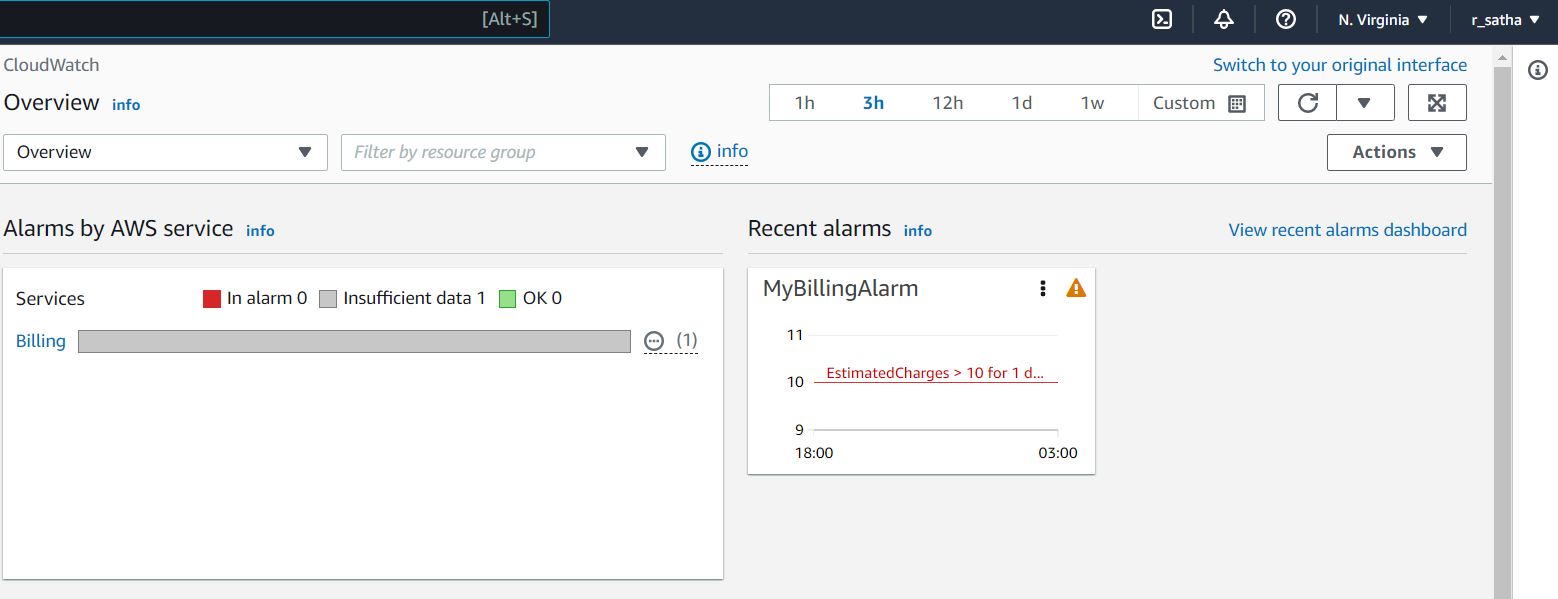 [Alt+S]
N. Virginia
r_satha
CloudWatch
Switch to your original interface
Overview info
1h 3h 12h 1d 1w Custom
Overview
Filter by resource group
info
Actions
Alarms by AWS service info
Recent alarms info
View recent alarms dashboard
Services
In alarm 0 Insufficient data 1 OK 0
Billing
(1)
MyBillingAlarm
11
EstimatedCharges > 10 for 1 d...
10
9
18:00 03:00